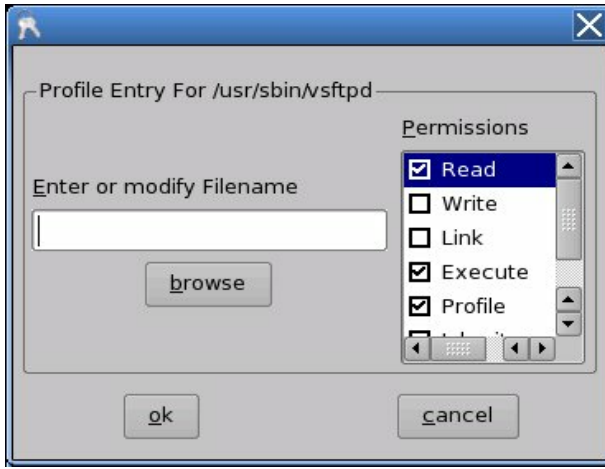 Profile Entry For /usr/sbin/vsftpd
Permissions
Read
Enter or modify Filename
Write
Link
Execute
browse
Profile
ok
cancel